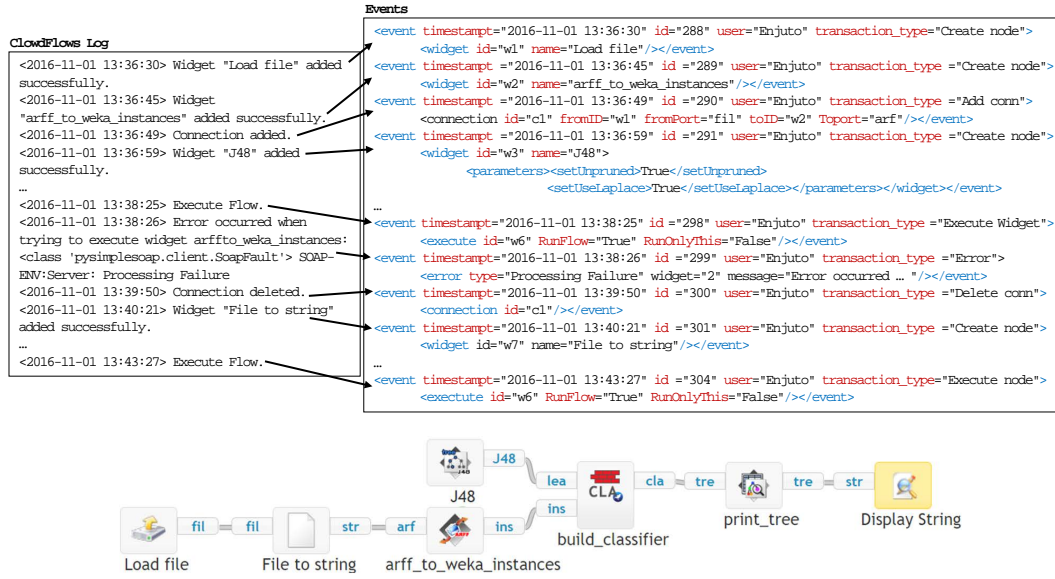 ClowdFlows Log
<2016-11-01 13:36:30> Widget "Load file" added
successfully.
<2016-11-01 13:36:45> Widget
"arff_to_weka_instances" added successfully.
<2016-11-01 13:36:49> Connection added.
<2016-11-01 13:36:59> Widget "J48" added
successfully.
…
<2016-11-01 13:38:25> Execute Flow.
<2016-11-01 13:38:26> Error occurred when
trying to execute widget arffto_weka_instances:
<class 'pysimplesoap.client.SoapFault'> SOAP-
ENV:Server: Processing Failure
<2016-11-01 13:39:50> Connection deleted.
<2016-11-01 13:40:21> Widget "File to string"
added successfully.
…
<2016-11-01 13:43:27> Execute Flow.
Events
<event timestampt="2016-11-01 13:36:30" id="288" user="Enjuto" transaction_type="Create node">
<widget id="w1" name="Load file"/></event>
<event timestampt ="2016-11-01 13:36:45" id ="289" user="Enjuto" transaction_type ="Create node">
<widget id="w2" name="arff_to_weka_instances"/></event>
<event timestampt ="2016-11-01 13:36:49" id ="290" user="Enjuto" transaction_type ="Add conn">
<connection id="c1" fromID="w1" fromPort="fil" toID="w2" Toport="arf"/></event>
<event timestampt ="2016-11-01 13:36:59" id ="291" user="Enjuto" transaction_type="Create node">
<widget id="w3" name="J48">
<parameters><setUnpruned>True</setUnpruned>
<setUseLaplace>True</setUseLaplace></parameters></widget></event>
…
<event timestampt="2016-11-01 13:38:25" id ="298" user="Enjuto" transaction_type ="Execute Widget">
<execute id="w6" RunFlow="True" RunOnlyThis="False"/></event>
<event timestampt="2016-11-01 13:38:26" id ="299" user="Enjuto" transaction_type ="Error">
<error type="Processing Failure" widget="2" message="Error occurred … "/></event>
<event timestampt="2016-11-01 13:39:50" id ="300" user="Enjuto" transaction_type ="Delete conn">
<connection id="c1"/></event>
<event timestampt="2016-11-01 13:40:21" id ="301" user="Enjuto" transaction_type ="Create node">
<widget id="w7" name="File to string"/></event>
…
<event timestampt="2016-11-01 13:43:27" id ="304" user="Enjuto" transaction_type="Execute node">
<exectute id="w6" RunFlow="True" RunOnlyThis="False"/></event>
J48
J48
lea
ins
CLA
build_classifier
cla
tre
print_tree
tre
str
Display String
Load file
fil
fil
File to string
str
arf
ARFF
arff_to_weka_instances
ins